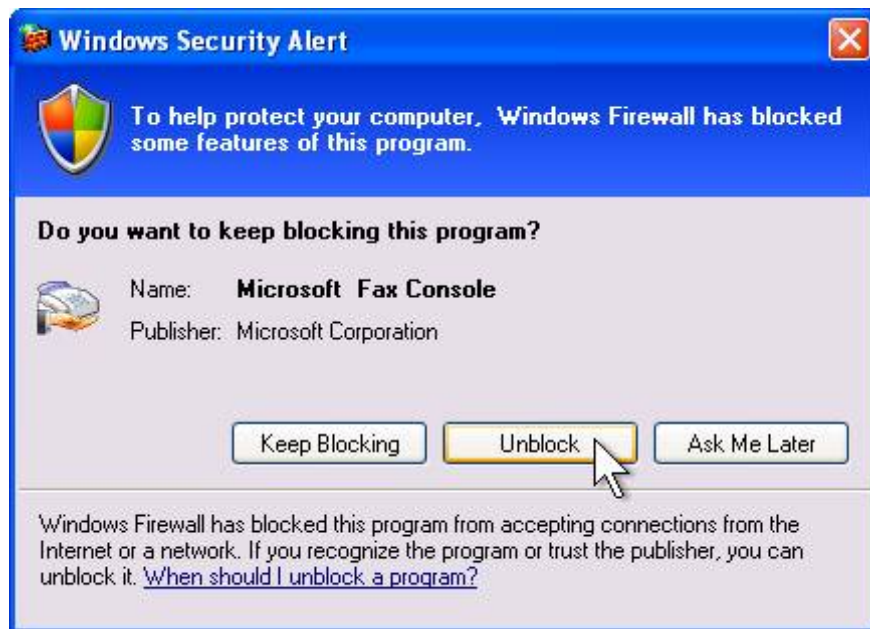 Windows Security Alert
To help protect your computer, Windows Firewall has blocked
some features of this program.
Do you want to keep blocking this program?
Name: Microsoft Fax Console
Publisher: Microsoft Corporation
Keep Blocking Unblock Ask Me Later
Windows Firewall has blocked this program from accepting connections from the
Internet or a network. If you recognize the program or trust the publisher, you can
unblock it. When should I unblock a program?